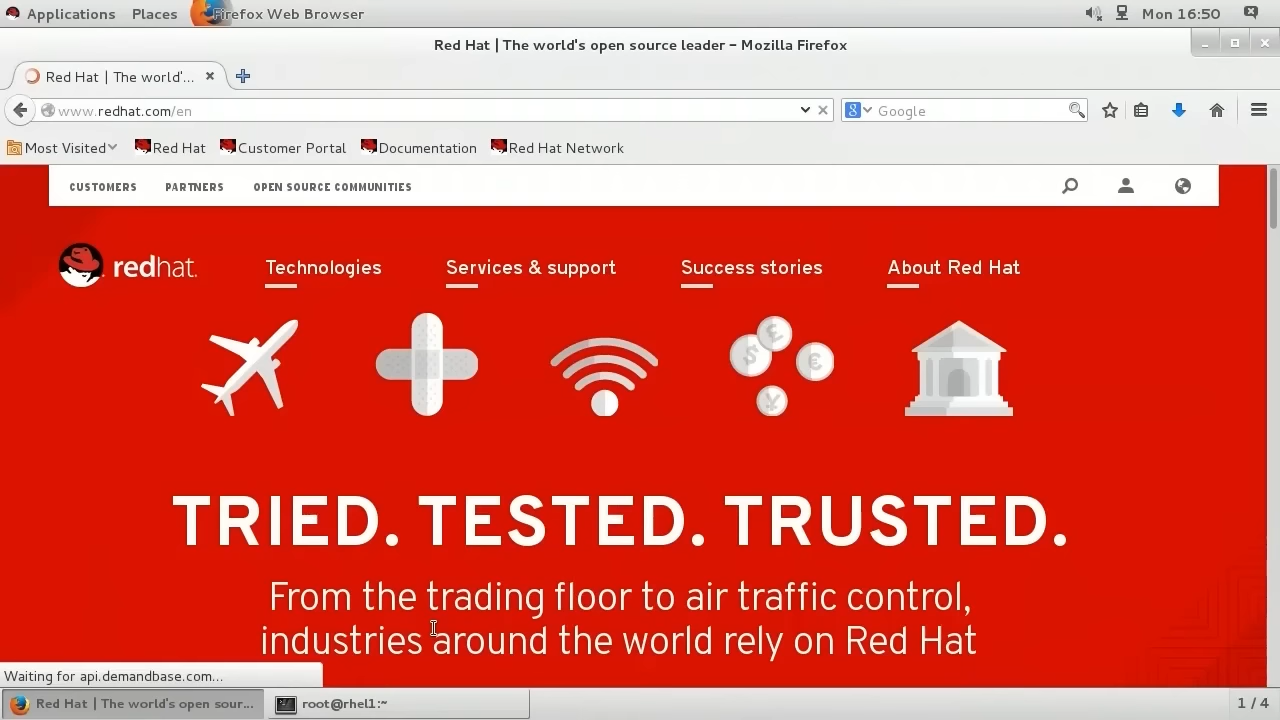 Applications Places Firefox Web Browser Mon 16:50
Red Hat | The world's open source leader – Mozilla Firefox
Red Hat | The world'...
www.redhat.com/en Google
Most Visited Red Hat Customer Portal Documentation Red Hat Network
CUSTOMERS PARTNERS OPEN SOURCE COMMUNITIES
redhat. Technologies Services & support Success stories About Red Hat
$ £ € ¥
TRIED. TESTED. TRUSTED.
From the trading floor to air traffic control,
industries around the world rely on Red Hat
Waiting for api.demandbase.com...
Red Hat | The world's open sour... root@rhel1:~ 1 / 4